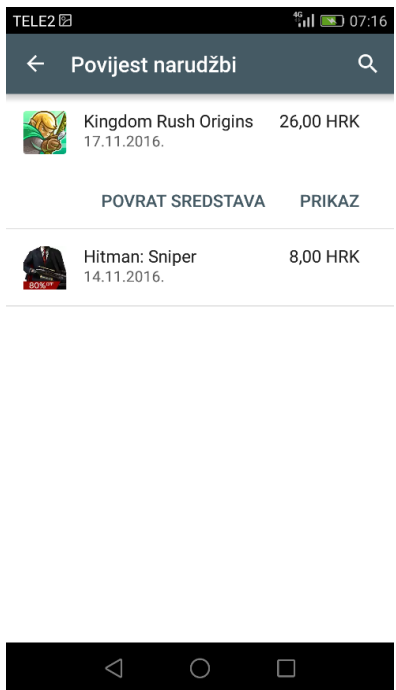 TELE2 4G 07:16
Povijest narudžbi
Kingdom Rush Origins 26,00 HRK
17.11.2016.
POVRAT SREDSTAVA PRIKAZ
Hitman: Sniper 8,00 HRK
14.11.2016.
80% OFF